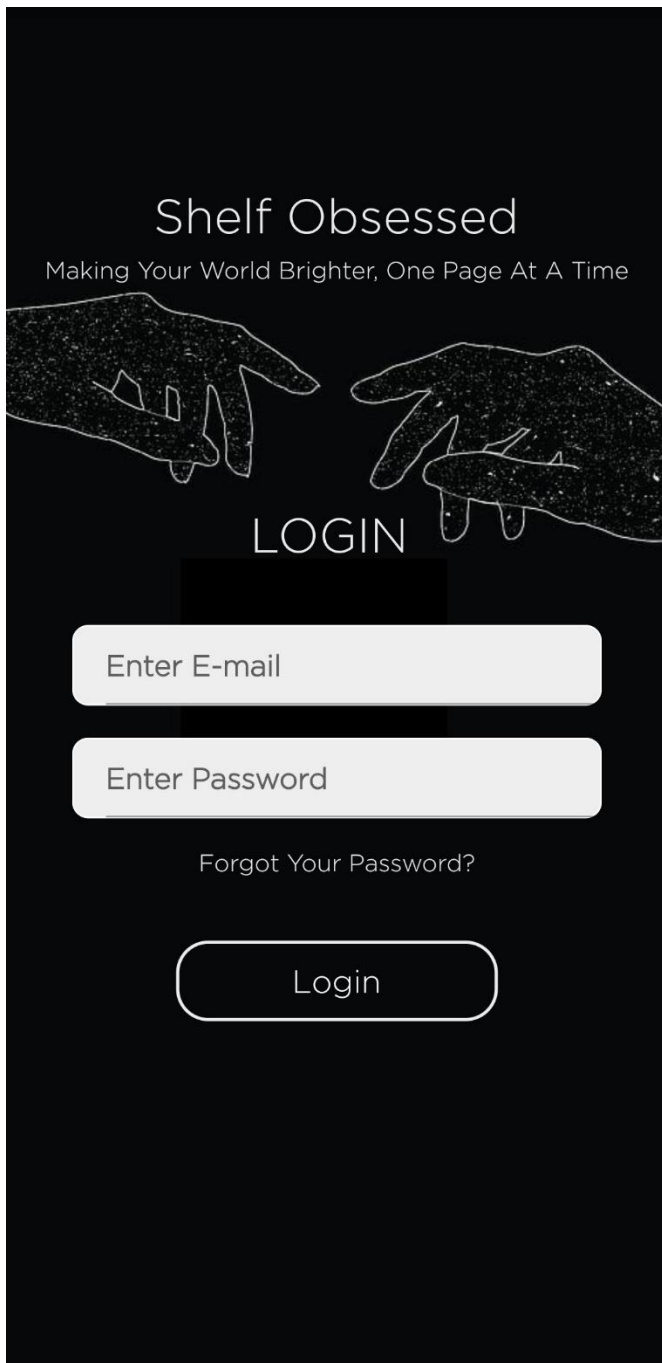 Shelf Obsessed
Making Your World Brighter, One Page At A Time
LOGIN
Enter E-mail
Enter Password
Forgot Your Password?
Login